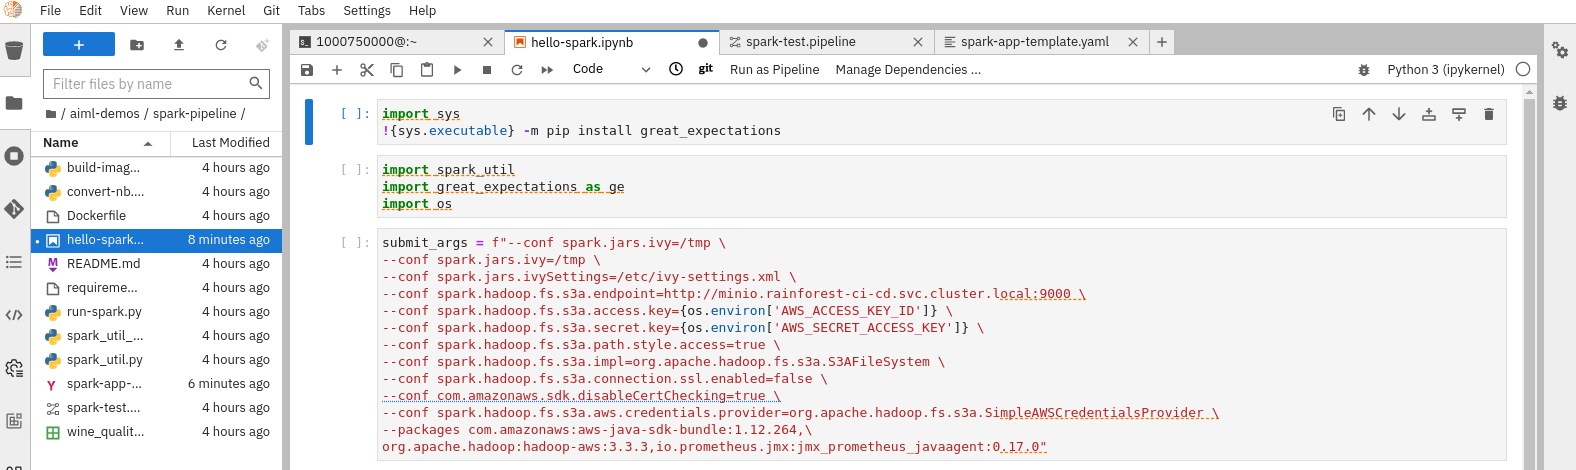 File Edit View Run Kernel Git Tabs Settings Help
+
Filter files by name
/ aiml-demos / spark-pipeline /
Name Last Modified
build-imag... 4 hours ago
convert-nb.... 4 hours ago
Dockerfile 4 hours ago
hello-spark... 8 minutes ago
README.md 4 hours ago
requireme... 4 hours ago
run-spark.py 4 hours ago
spark_util_... 4 hours ago
spark_util.py 4 hours ago
spark-app-... 6 minutes ago
spark-test.... 4 hours ago
wine_qualit... 4 hours ago
1000750000@:~ hello-spark.ipynb spark-test.pipeline spark-app-template.yaml
Code git Run as Pipeline Manage Dependencies ... Python 3 (ipykernel)
[ ]: import sys
!{sys.executable} -m pip install great_expectations
[ ]: import spark_util
import great_expectations as ge
import os
[ ]: submit_args = f"--conf spark.jars.ivy=/tmp \
--conf spark.jars.ivy=/tmp \
--conf spark.jars.ivySettings=/etc/ivy-settings.xml \
--conf spark.hadoop.fs.s3a.endpoint=http://minio.rainforest-ci-cd.svc.cluster.local:9000 \
--conf spark.hadoop.fs.s3a.access.key={os.environ['AWS_ACCESS_KEY_ID']} \
--conf spark.hadoop.fs.s3a.secret.key={os.environ['AWS_SECRET_ACCESS_KEY']} \
--conf spark.hadoop.fs.s3a.path.style.access=true \
--conf spark.hadoop.fs.s3a.impl=org.apache.hadoop.fs.s3a.S3AFileSystem \
--conf spark.hadoop.fs.s3a.connection.ssl.enabled=false \
--conf com.amazonaws.sdk.disableCertChecking=true \
--conf spark.hadoop.fs.s3a.aws.credentials.provider=org.apache.hadoop.fs.s3a.SimpleAWSCredentialsProvider \
--packages com.amazonaws:aws-java-sdk-bundle:1.12.264,\
org.apache.hadoop:hadoop-aws:3.3.3,io.prometheus.jmx:jmx_prometheus_javaagent:0.17.0"